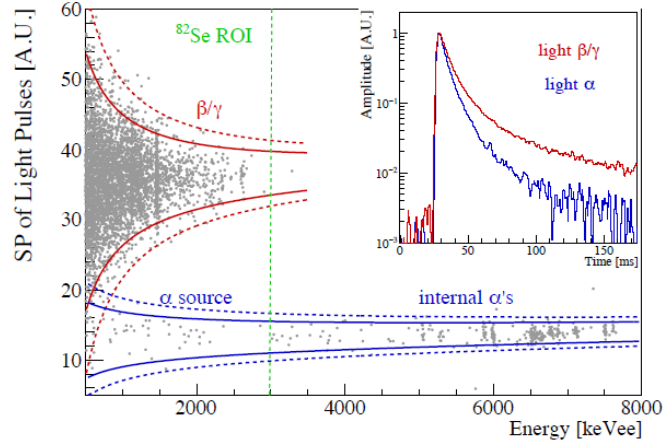 SP of Light Pulses [A.U.]
60
50
40
30
20
10
⁸²Se ROI
β/γ
α source
internal α's
2000
4000
6000
8000
Energy [keVee]
Amplitude [A.U.]
1
10⁻¹
10⁻²
10⁻³
light β/γ
light α
0
50
100
150
Time [ms]